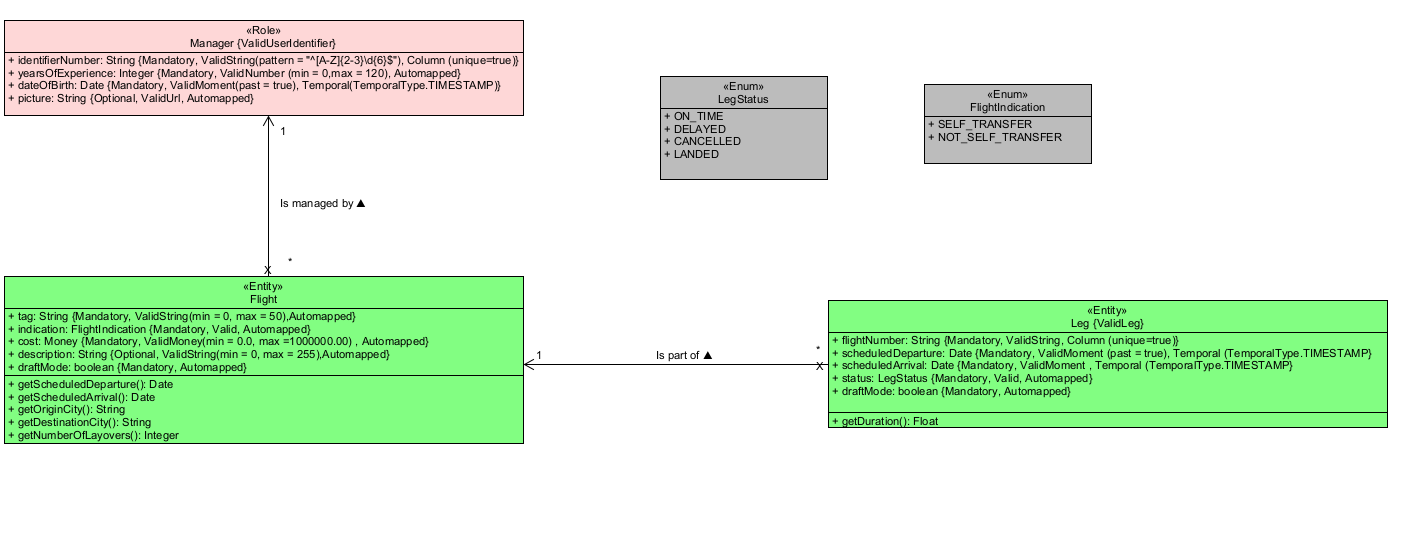 «Role»
Manager {ValidUserIdentifier}
+ identifierNumber: String {Mandatory, ValidString(pattern = "^[A-Z]{2-3}\d{6}$"), Column (unique=true)}
+ yearsOfExperience: Integer {Mandatory, ValidNumber (min = 0,max = 120), Automapped}
+ dateOfBirth: Date {Mandatory, ValidMoment(past = true), Temporal(TemporalType.TIMESTAMP)}
+ picture: String {Optional, ValidUrl, Automapped}
«Enum»
LegStatus
+ ON_TIME
+ DELAYED
+ CANCELLED
+ LANDED
«Enum»
FlightIndication
+ SELF_TRANSFER
+ NOT_SELF_TRANSFER
1
Is managed by ▲
*
X
«Entity»
Flight
+ tag: String {Mandatory, ValidString(min = 0, max = 50),Automapped}
+ indication: FlightIndication {Mandatory, Valid, Automapped}
+ cost: Money {Mandatory, ValidMoney(min = 0.0, max =1000000.00) , Automapped}
+ description: String {Optional, ValidString(min = 0, max = 255),Automapped}
+ draftMode: boolean {Mandatory, Automapped}
+ getScheduledDeparture(): Date
+ getScheduledArrival(): Date
+ getOriginCity(): String
+ getDestinationCity(): String
+ getNumberOfLayovers(): Integer
1
Is part of ▲
*
X
«Entity»
Leg {ValidLeg}
+ flightNumber: String {Mandatory, ValidString, Column (unique=true)}
+ scheduledDeparture: Date {Mandatory, ValidMoment (past = true), Temporal (TemporalType.TIMESTAMP}
+ scheduledArrival: Date {Mandatory, ValidMoment , Temporal (TemporalType.TIMESTAMP}
+ status: LegStatus {Mandatory, Valid, Automapped}
+ draftMode: boolean {Mandatory, Automapped}
+ getDuration(): Float